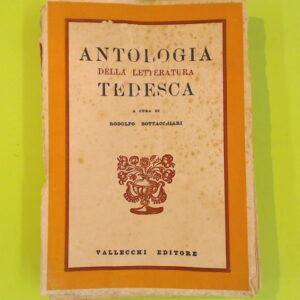 ANTOLOGIA
DELLA LETTERATURA
TEDESCA
A CURA DI
RODOLFO BOTTACCHIARI
VALLECCHI EDITORE